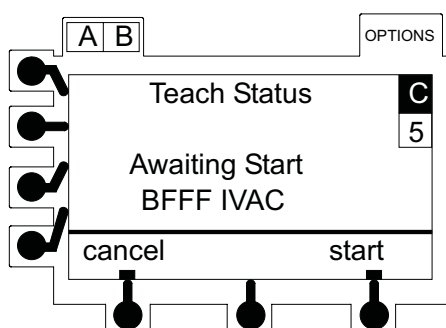 A B
OPTIONS
Teach Status
C
5
Awaiting Start
BFFF IVAC
cancel start